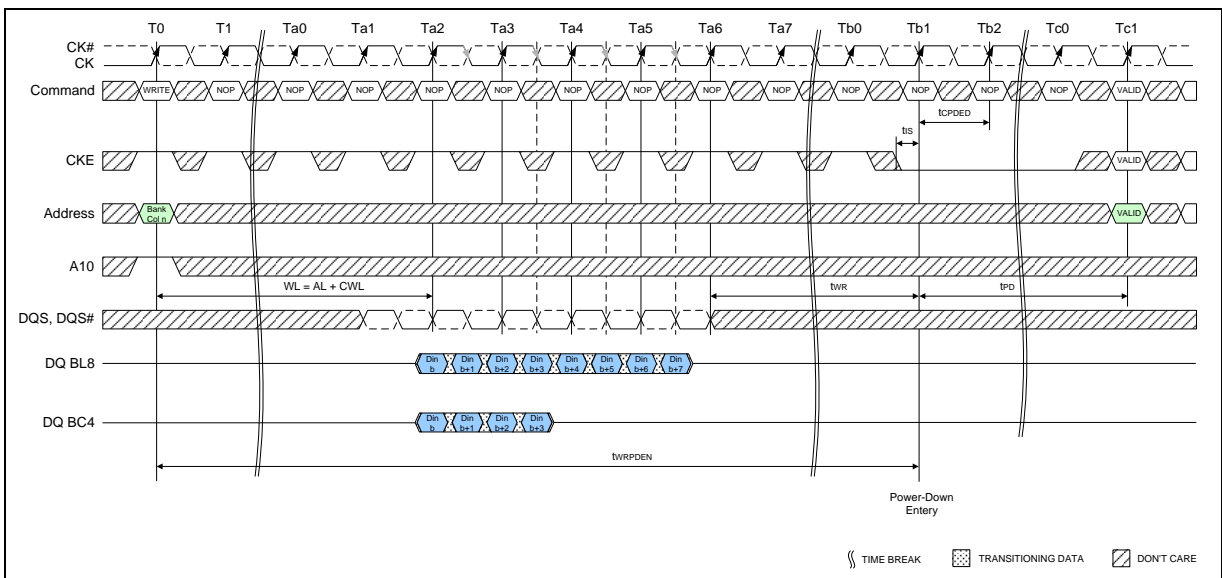 T0 T1 Ta0 Ta1 Ta2 Ta3 Ta4 Ta5 Ta6 Ta7 Tb0 Tb1 Tb2 Tc0 Tc1
CK#
CK
Command WRITE NOP NOP NOP NOP NOP NOP NOP NOP NOP NOP NOP NOP NOP VALID
tCPDED
tIS
CKE VALID
Address Bank Col n VALID
A10
WL = AL + CWL tWR tPD
DQS, DQS#
DQ BL8 Din b Din b+1 Din b+2 Din b+3 Din b+4 Din b+5 Din b+6 Din b+7
DQ BC4 Din b Din b+1 Din b+2 Din b+3
tWRPDEN
Power-Down
Entery
TIME BREAK TRANSITIONING DATA DON'T CARE